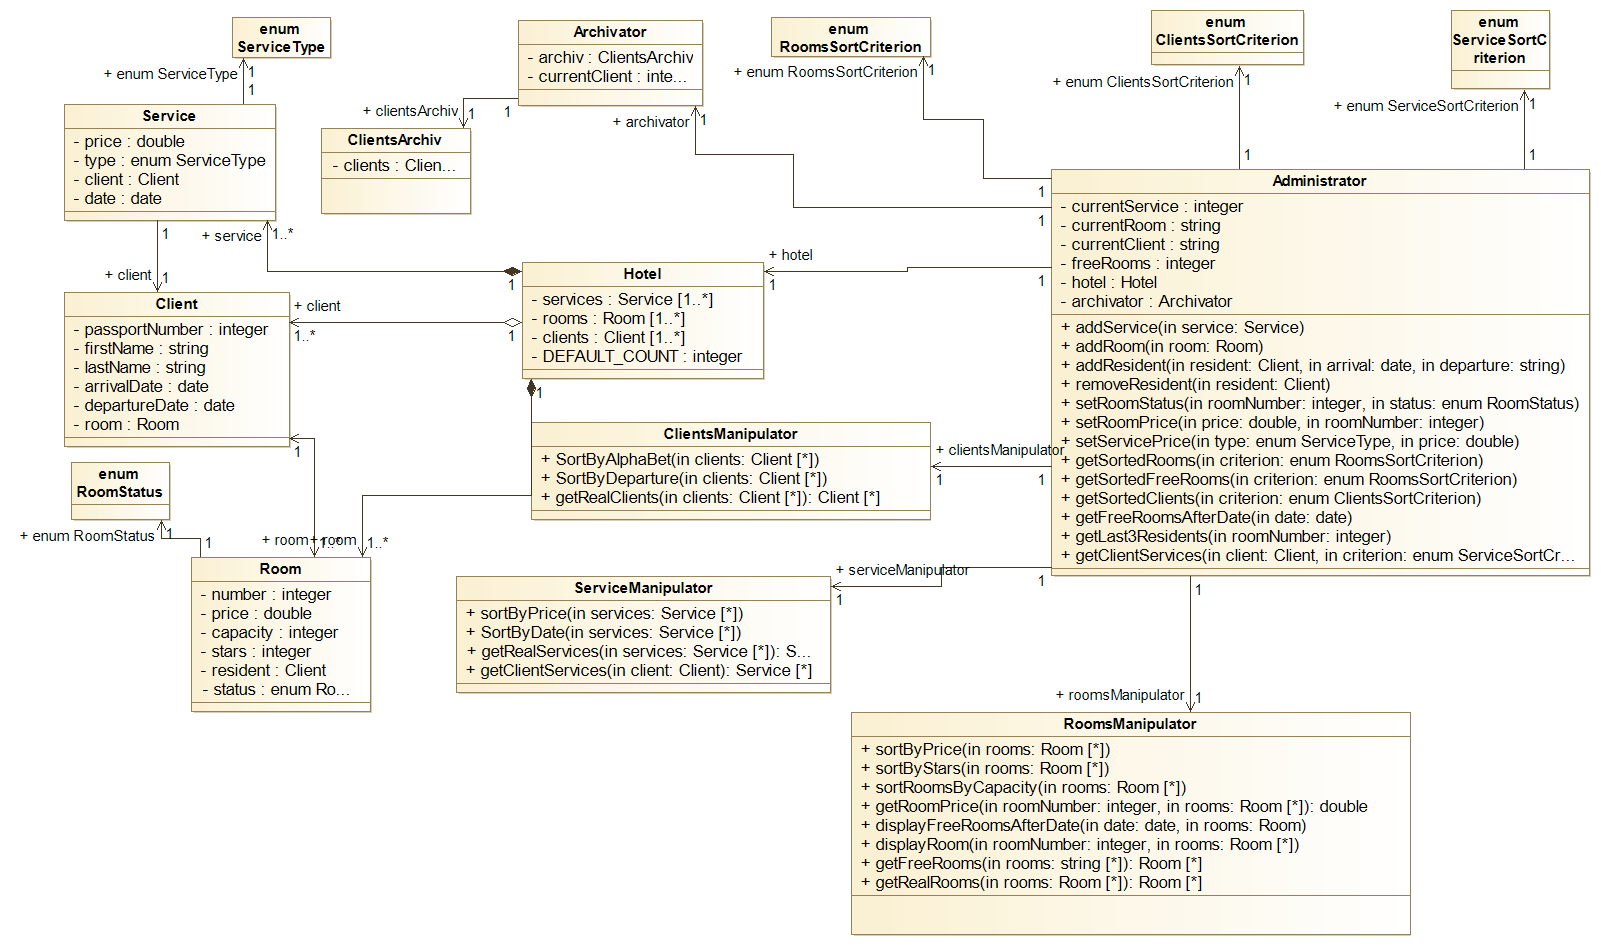 enum
ServiceType
+ enum ServiceType
1
1
Service
- price : double
- type : enum ServiceType
- client : Client
- date : date
1
+ service
1..*
+ client
1
Client
- passportNumber : integer
- firstName : string
- lastName : string
- arrivalDate : date
- departureDate : date
- room : Room
1
+ client
1..*
1
enum
RoomStatus
+ enum RoomStatus
1
1
+ room
+ room
1..*
1..*
Room
- number : integer
- price : double
- capacity : integer
- stars : integer
- resident : Client
- status : enum Ro...
Archivator
- archiv : ClientsArchiv
- currentClient : inte...
+ clientsArchiv
1
1
ClientsArchiv
- clients : Clien...
+ archivator
1
Hotel
- services : Service [1..*]
- rooms : Room [1..*]
- clients : Client [1..*]
- DEFAULT_COUNT : integer
1
1
+ hotel
1
1
ClientsManipulator
+ SortByAlphaBet(in clients: Client [*])
+ SortByDeparture(in clients: Client [*])
+ getRealClients(in clients: Client [*]): Client [*]
+ clientsManipulator
1
1
ServiceManipulator
+ sortByPrice(in services: Service [*])
+ SortByDate(in services: Service [*])
+ getRealServices(in services: Service [*]): S...
+ getClientServices(in client: Client): Service [*]
+ serviceManipulator
1
1
enum
RoomsSortCriterion
+ enum RoomsSortCriterion
1
1
1
enum
ClientsSortCriterion
+ enum ClientsSortCriterion
1
1
enum
ServiceSortC
riterion
+ enum ServiceSortCriterion
1
1
Administrator
- currentService : integer
- currentRoom : string
- currentClient : string
- freeRooms : integer
- hotel : Hotel
- archivator : Archivator
+ addService(in service: Service)
+ addRoom(in room: Room)
+ addResident(in resident: Client, in arrival: date, in departure: string)
+ removeResident(in resident: Client)
+ setRoomStatus(in roomNumber: integer, in status: enum RoomStatus)
+ setRoomPrice(in price: double, in roomNumber: integer)
+ setServicePrice(in type: enum ServiceType, in price: double)
+ getSortedRooms(in criterion: enum RoomsSortCriterion)
+ getSortedFreeRooms(in criterion: enum RoomsSortCriterion)
+ getSortedClients(in criterion: enum ClientsSortCriterion)
+ getFreeRoomsAfterDate(in date: date)
+ getLast3Residents(in roomNumber: integer)
+ getClientServices(in client: Client, in criterion: enum ServiceSortCr...
1
+ roomsManipulator
1
RoomsManipulator
+ sortByPrice(in rooms: Room [*])
+ sortByStars(in rooms: Room [*])
+ sortRoomsByCapacity(in rooms: Room [*])
+ getRoomPrice(in roomNumber: integer, in rooms: Room [*]): double
+ displayFreeRoomsAfterDate(in date: date, in rooms: Room)
+ displayRoom(in roomNumber: integer, in rooms: Room [*])
+ getFreeRooms(in rooms: string [*]): Room [*]
+ getRealRooms(in rooms: Room [*]): Room [*]